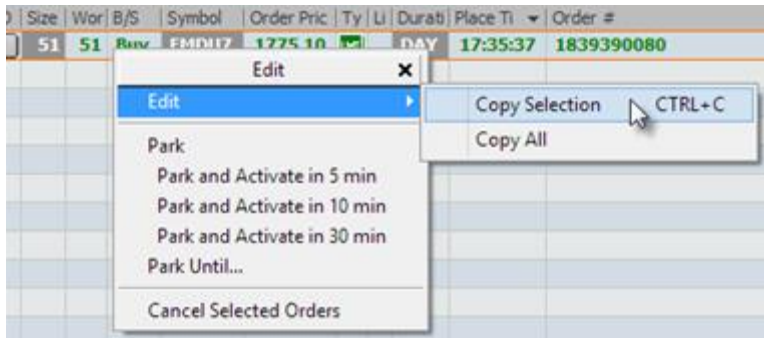 Size Wor B/S Symbol Order Pric Ty Li Durati Place Ti Order #
51 51 Buy EMDU7 1775.10 DAY 17:35:37 1839390080
Edit
Edit
Copy Selection CTRL+C
Copy All
Park
Park and Activate in 5 min
Park and Activate in 10 min
Park and Activate in 30 min
Park Until...
Cancel Selected Orders